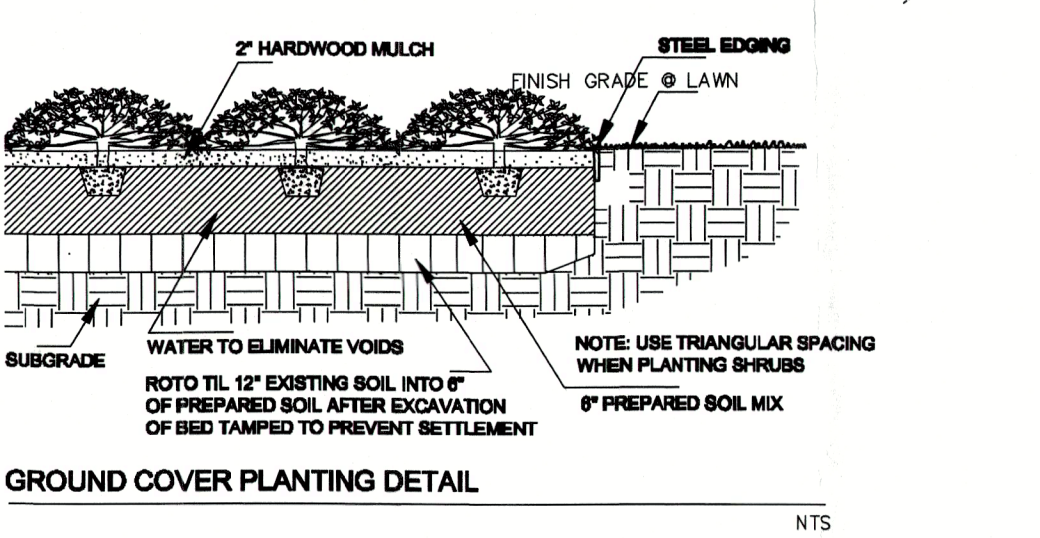 2" HARDWOOD MULCH
STEEL EDGING
FINISH GRADE @ LAWN
SUBGRADE
WATER TO ELIMINATE VOIDS
ROTO TIL 12" EXISTING SOIL INTO 6"
OF PREPARED SOIL AFTER EXCAVATION
OF BED TAMPED TO PREVENT SETTLEMENT
NOTE: USE TRIANGULAR SPACING
WHEN PLANTING SHRUBS
6" PREPARED SOIL MIX
GROUND COVER PLANTING DETAIL
NTS